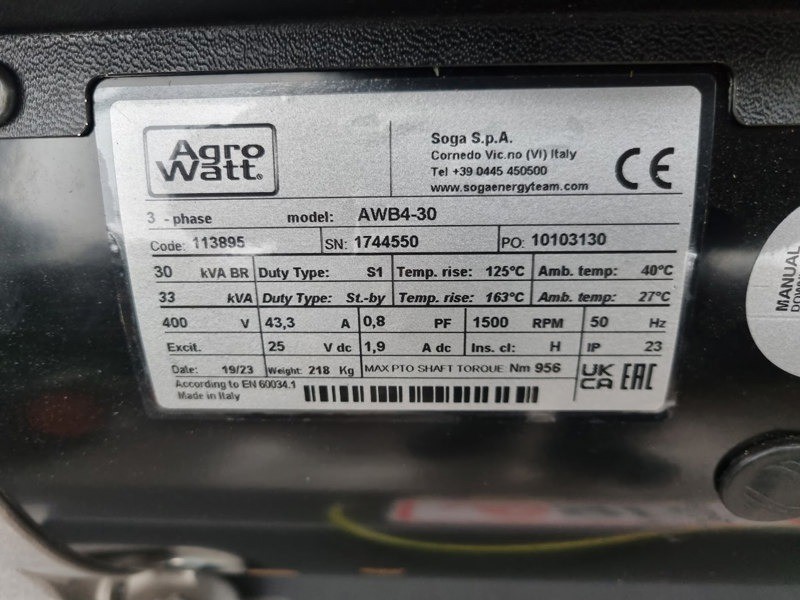 Agro
Watt®
Soga S.p.A.
Cornedo Vic.no (VI) Italy
Tel +39 0445 450500
www.sogaenergyteam.com
CE
3 - phase model: AWB4-30
Code: 113895 SN: 1744550 PO: 10103130
30 kVA BR Duty Type: S1 Temp. rise: 125°C Amb. temp: 40°C
33 kVA Duty Type: St.-by Temp. rise: 163°C Amb. temp: 27°C
400 V 43,3 A 0,8 PF 1500 RPM 50 Hz
Excit. 25 V dc 1,9 A dc Ins. cl: H IP 23
Date: 19/23 Weight: 218 Kg MAX PTO SHAFT TORQUE Nm 956
UK
CA EAC
According to EN 60034.1
Made in Italy
MANUAL